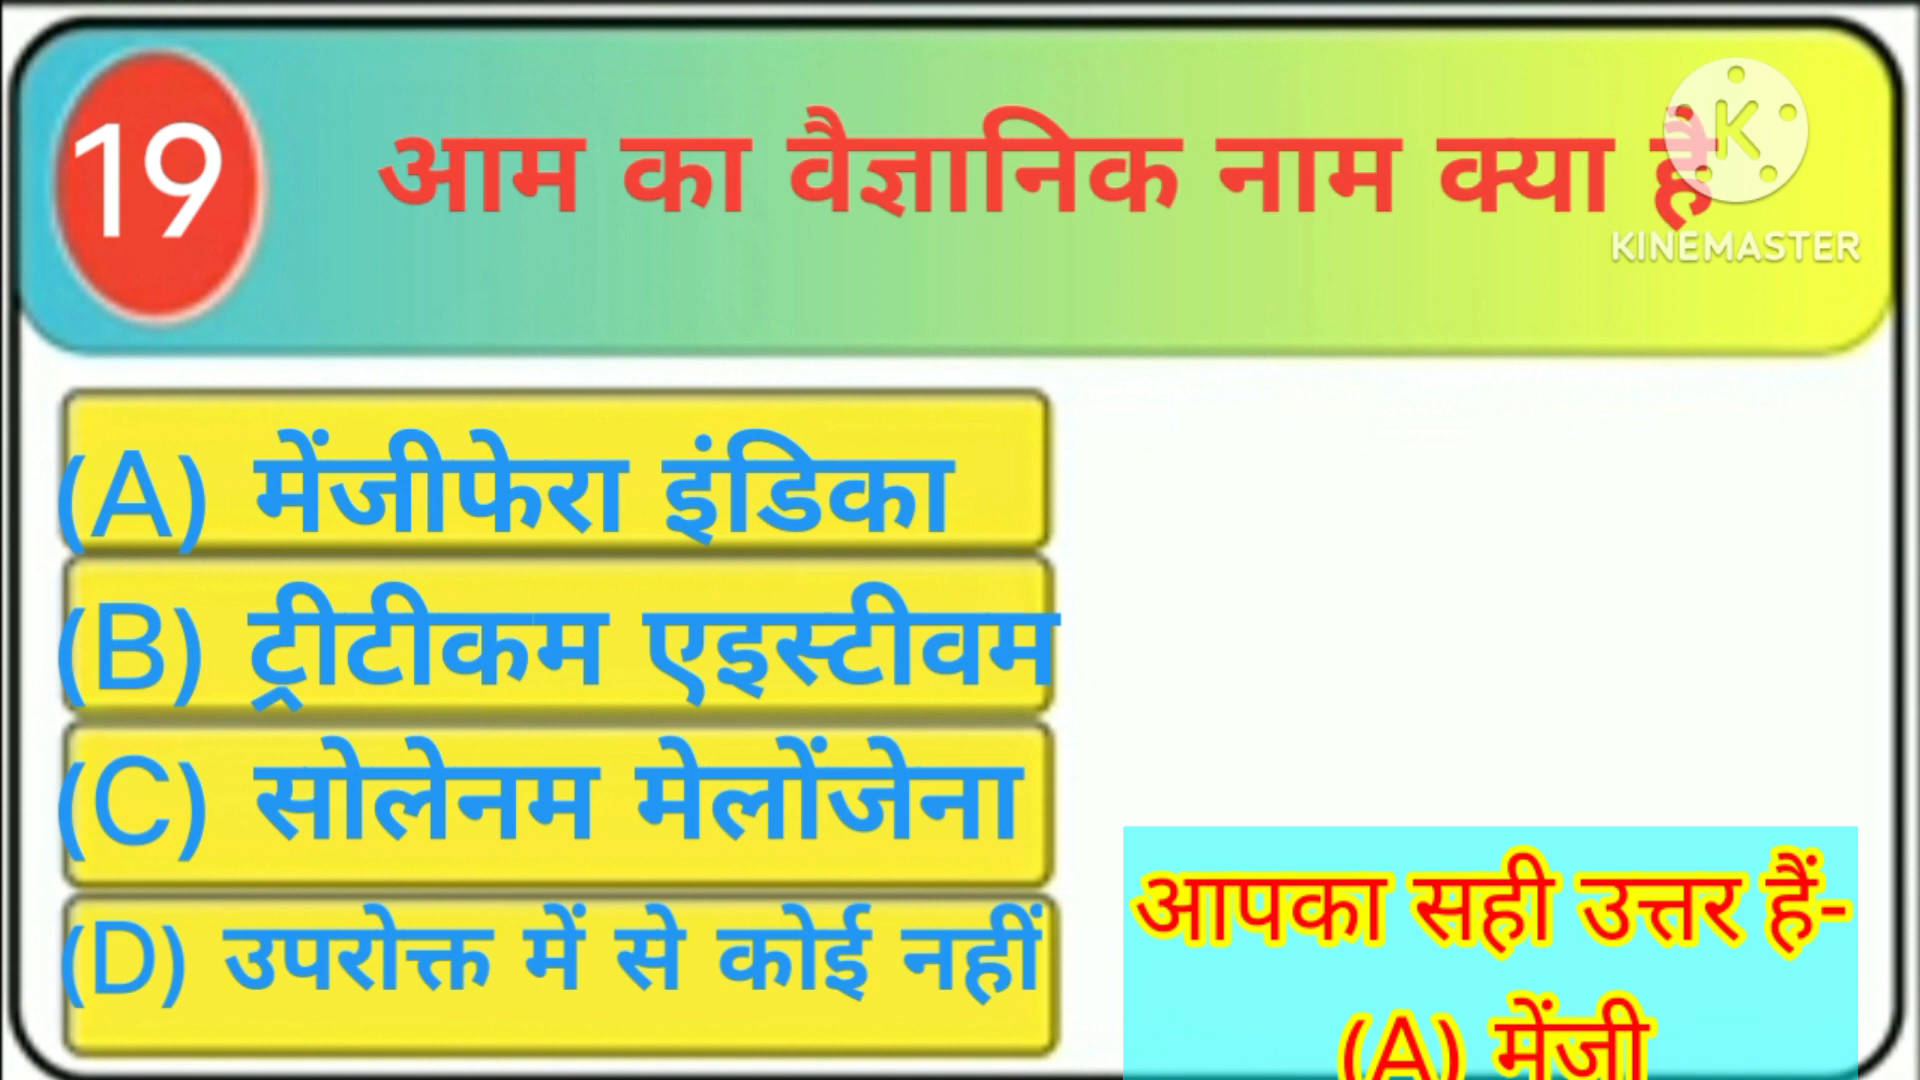 19
आम का वैज्ञानिक नाम क्या है
KINEMASTER
(A) मेंजीफेरा इंडिका
(B) ट्रीटीकम एइस्टीवम
(C) सोलेनम मेलोंजेना
(D) उपरोक्त में से कोई नहीं
आपका सही उत्तर हैं-
(A) मेंजी